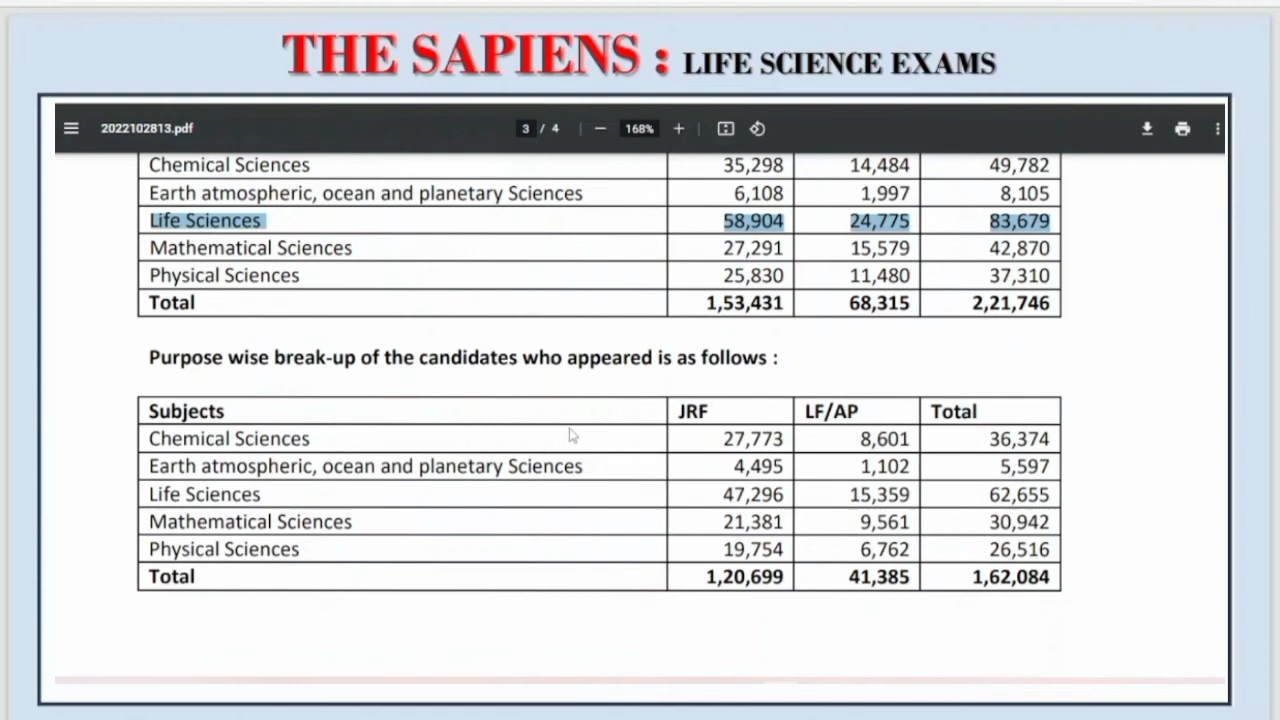 THE SAPIENS : LIFE SCIENCE EXAMS
2022102813.pdf 3 / 4 168%
Chemical Sciences 35,298 14,484 49,782
Earth atmospheric, ocean and planetary Sciences 6,108 1,997 8,105
Life Sciences 58,904 24,775 83,679
Mathematical Sciences 27,291 15,579 42,870
Physical Sciences 25,830 11,480 37,310
Total 1,53,431 68,315 2,21,746
Purpose wise break-up of the candidates who appeared is as follows :
Subjects JRF LF/AP Total
Chemical Sciences 27,773 8,601 36,374
Earth atmospheric, ocean and planetary Sciences 4,495 1,102 5,597
Life Sciences 47,296 15,359 62,655
Mathematical Sciences 21,381 9,561 30,942
Physical Sciences 19,754 6,762 26,516
Total 1,20,699 41,385 1,62,084